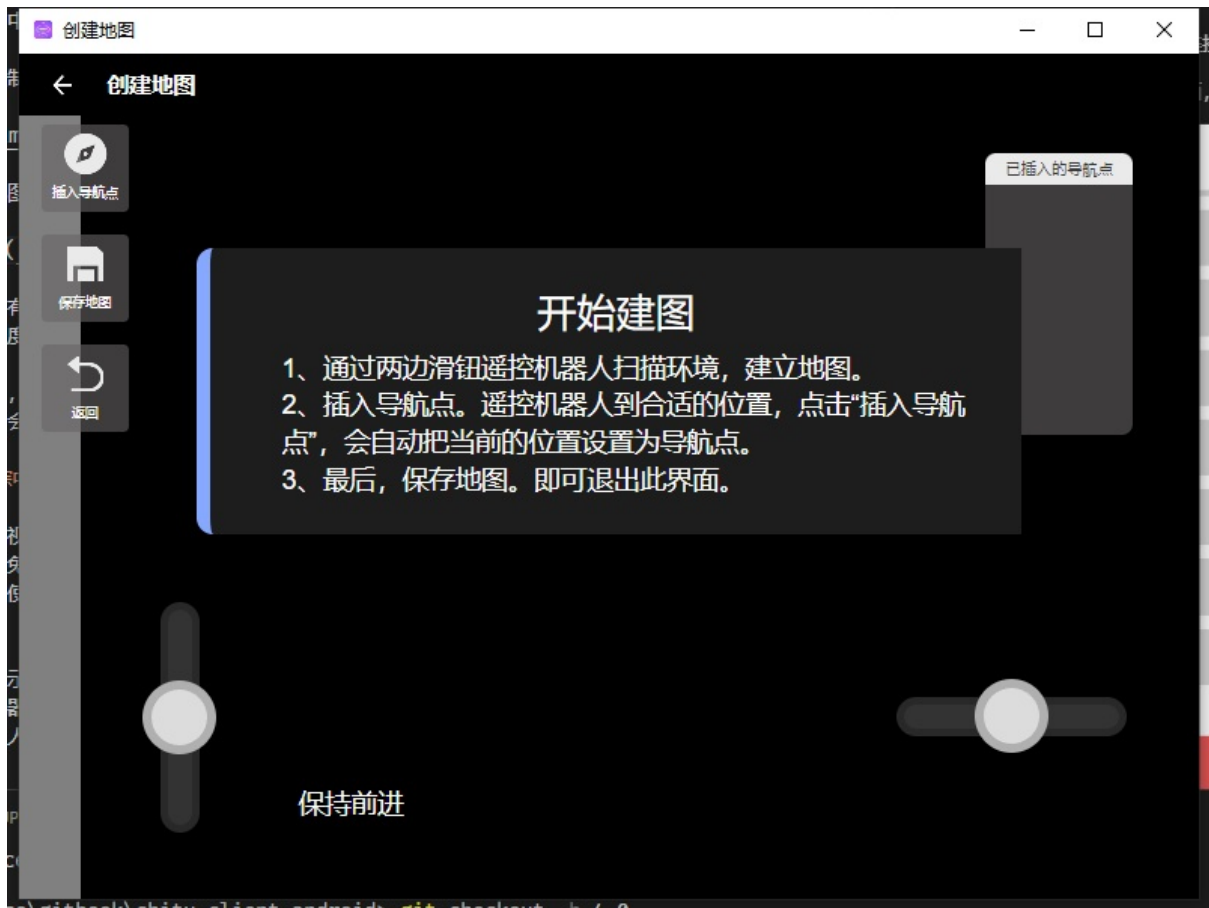 创建地图
创建地图
插入导航点
已插入的导航点
保存地图
返回
开始建图
1、通过两边滑钮遥控机器人扫描环境，建立地图。
2、插入导航点。遥控机器人到合适的位置，点击“插入导航
点”，会自动把当前的位置设置为导航点。
3、最后，保存地图。即可退出此界面。
保持前进